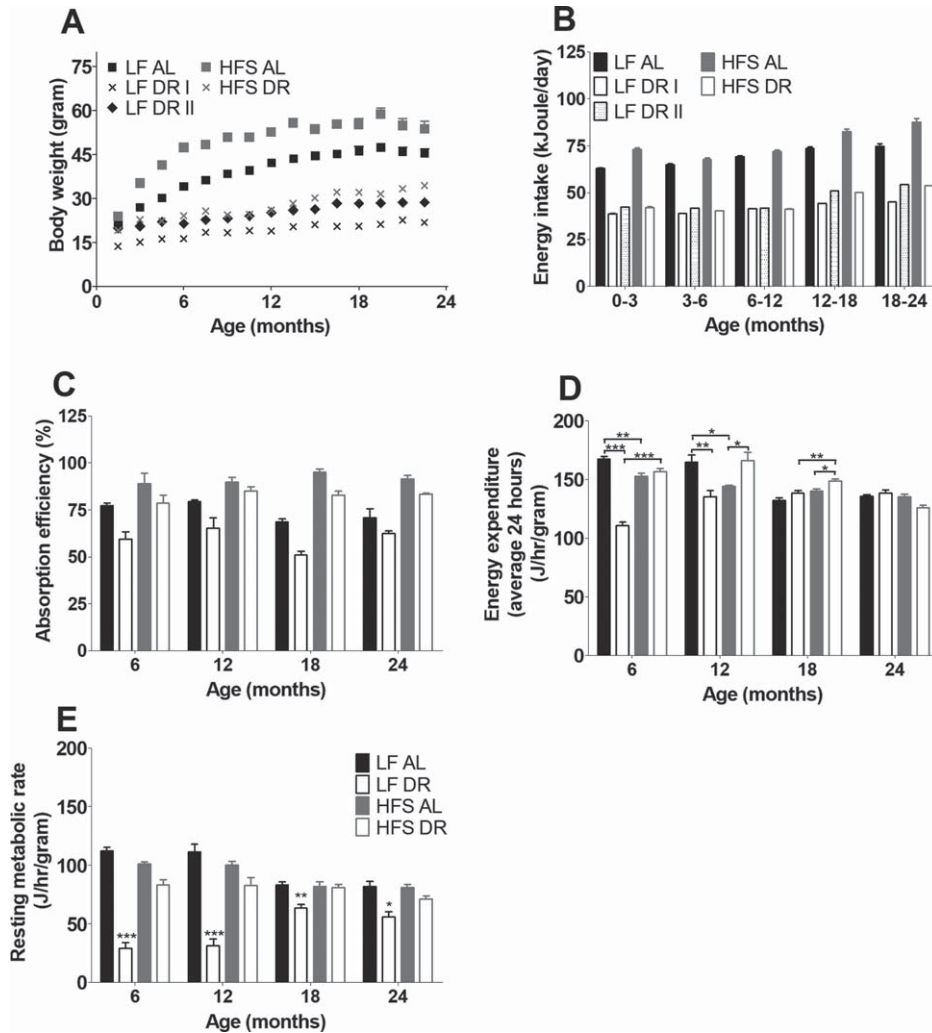 A
LF AL
HFS AL
LF DR I
HFS DR
LF DR II
Body weight (gram)
75
60
45
30
15
0 6 12 18 24
Age (months)
B
LF AL
HFS AL
LF DR I
HFS DR
LF DR II
Energy intake (kJoule/day)
125
100
75
50
25
0
0-3 3-6 6-12 12-18 18-24
Age (months)
C
Absorption efficiency (%)
125
100
75
50
25
0
6 12 18 24
Age (months)
D
Energy expenditure
(average 24 hours)
(J/hr/gram)
200
150
100
50
0
** *** ***
* ** *
** *
6 12 18 24
Age (months)
E
LF AL
LF DR
HFS AL
HFS DR
Resting metabolic rate
(J/hr/gram)
200
150
100
50
0
*** *** ** *
6 12 18 24
Age (months)